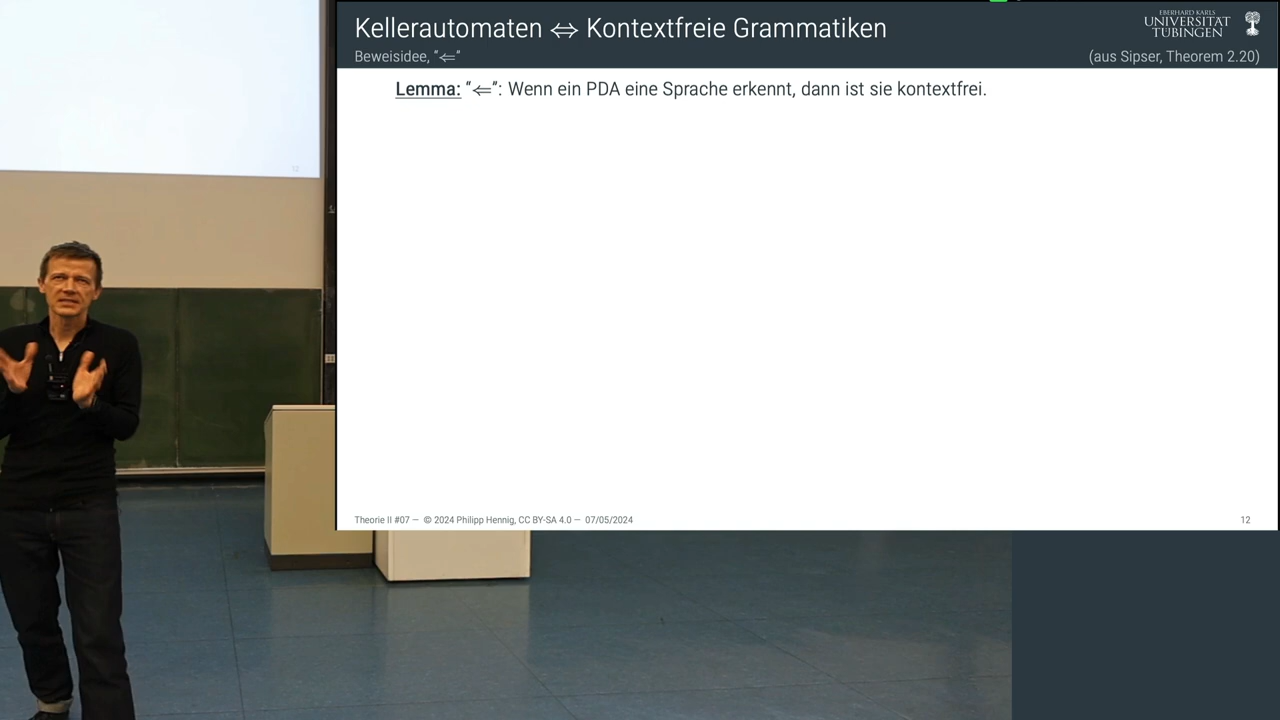 Kellerautomaten ⇔ Kontextfreie Grammatiken
EBERHARD KARLS
UNIVERSITÄT
TÜBINGEN
Beweisidee, "⇐"
(aus Sipser, Theorem 2.20)
Lemma: "⇐": Wenn ein PDA eine Sprache erkennt, dann ist sie kontextfrei.
Theorie II #07 — © 2024 Philipp Hennig, CC BY-SA 4.0 — 07/05/2024
12
12